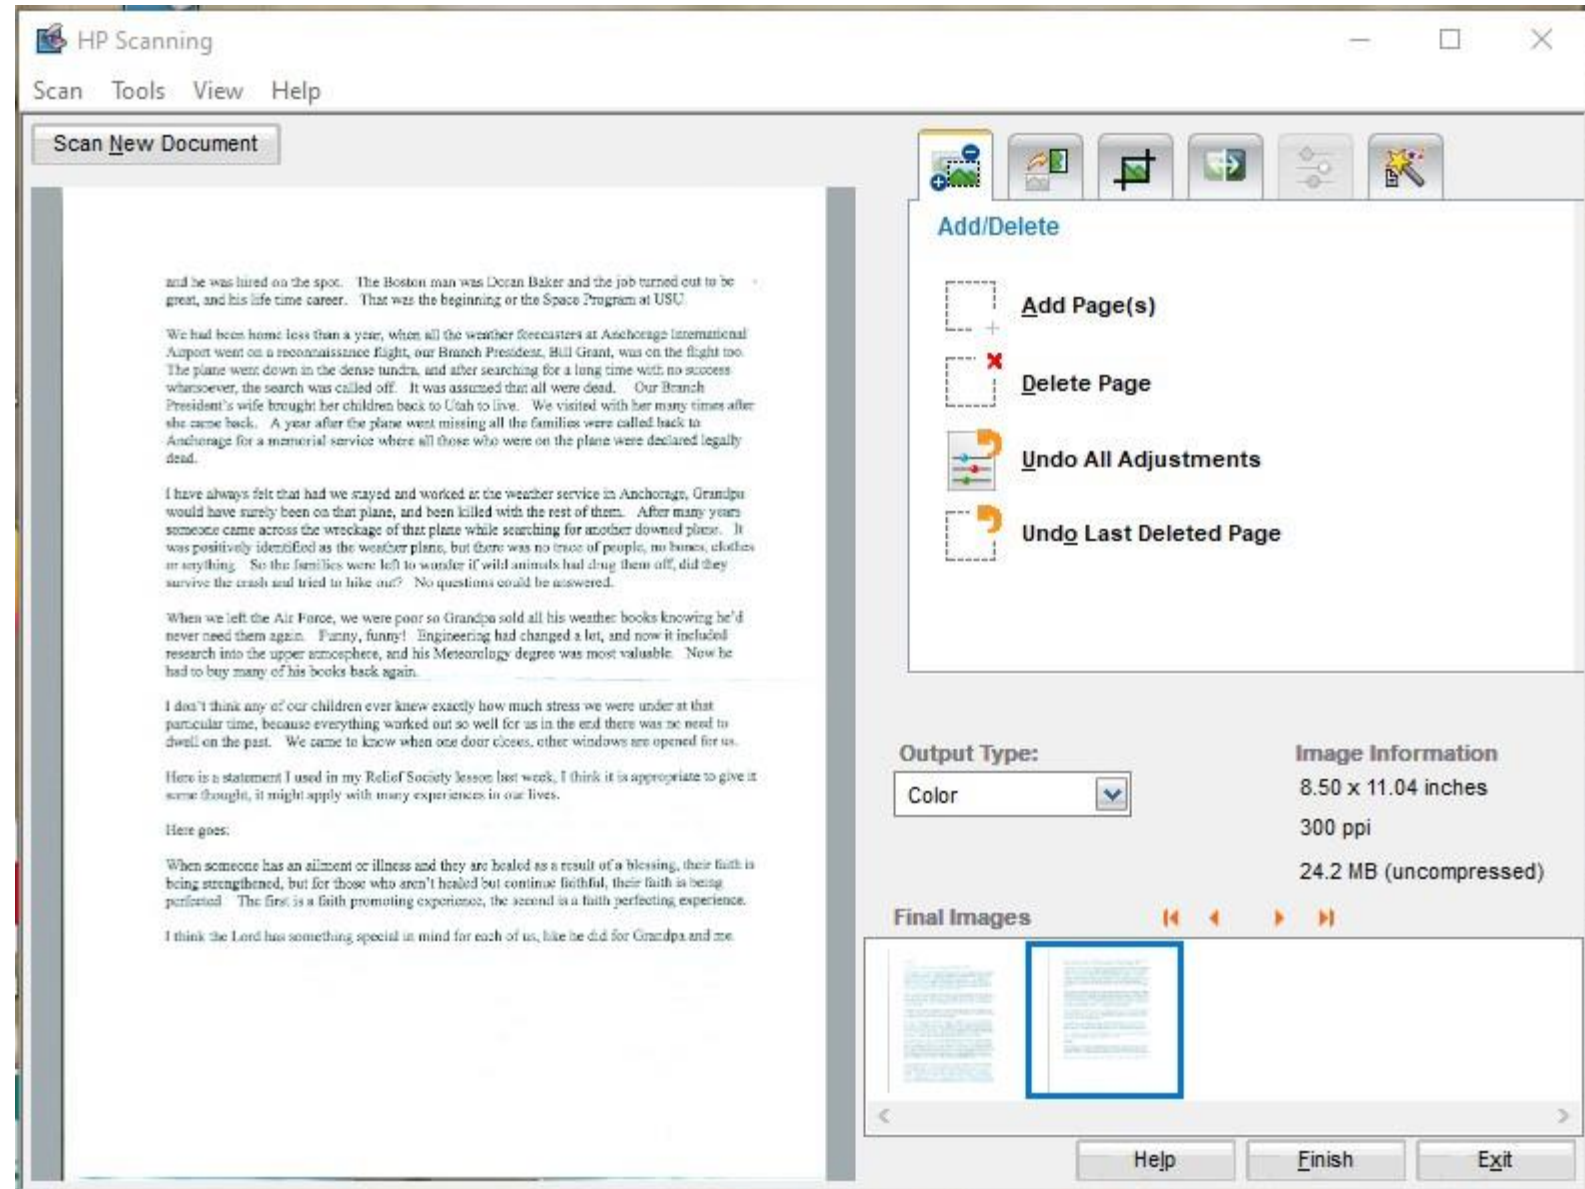 HP Scanning
Scan Tools View Help
Scan New Document
and he was hired on the spot. The Boston man was Doran Baker and the job turned out to be
great, and his life time career. That was the beginning or the Space Program at USU.
We had been home less than a year, when all the weather forecasters at Anchorage International
Airport went on a reconnaissance flight, our Branch President, Bill Grant, was on the flight too.
The plane went down in the dense tundra, and after searching for a long time with no success
whatsoever, the search was called off. It was assumed that all were dead. Our Branch
President's wife brought her children back to Utah to live. We visited with her many times after
she came back. A year after the plane went missing all the families were called back to
Anchorage for a memorial service where all those who were on the plane were declared legally
dead.
I have always felt that had we stayed and worked at the weather service in Anchorage, Grandpa
would have surely been on that plane, and been killed with the rest of them. After many years
someone came across the wreckage of that plane while searching for another downed plane. It
was positively identified as the weather plane, but there was no trace of people, no bones, clothes
or anything. So the families were left to wonder if wild animals had drug them off, did they
survive the crash and tried to hike out? No questions could be answered.
When we left the Air Force, we were poor so Grandpa sold all his weather books knowing he'd
never need them again. Funny, funny! Engineering had changed a lot, and now it included
research into the upper atmosphere, and his Meteorology degree was most valuable. Now he
had to buy many of his books back again.
I don't think any of our children ever knew exactly how much stress we were under at that
particular time, because everything worked out so well for us in the end there was no need to
dwell on the past. We came to know when one door closes, other windows are opened for us.
Here is a statement I used in my Relief Society lesson last week, I think it is appropriate to give it
some thought, it might apply with many experiences in our lives.
Here goes:
When someone has an ailment or illness and they are healed as a result of a blessing, their faith is
being strengthened, but for those who aren't healed but continue faithful, their faith is being
perfected. The first is a faith promoting experience, the second is a faith perfecting experience.
I think the Lord has something special in mind for each of us, like he did for Grandpa and me.
Add/Delete
Add Page(s)
Delete Page
Undo All Adjustments
Undo Last Deleted Page
Output Type:
Color
Image Information
8.50 x 11.04 inches
300 ppi
24.2 MB (uncompressed)
Final Images
Help
Finish
Exit